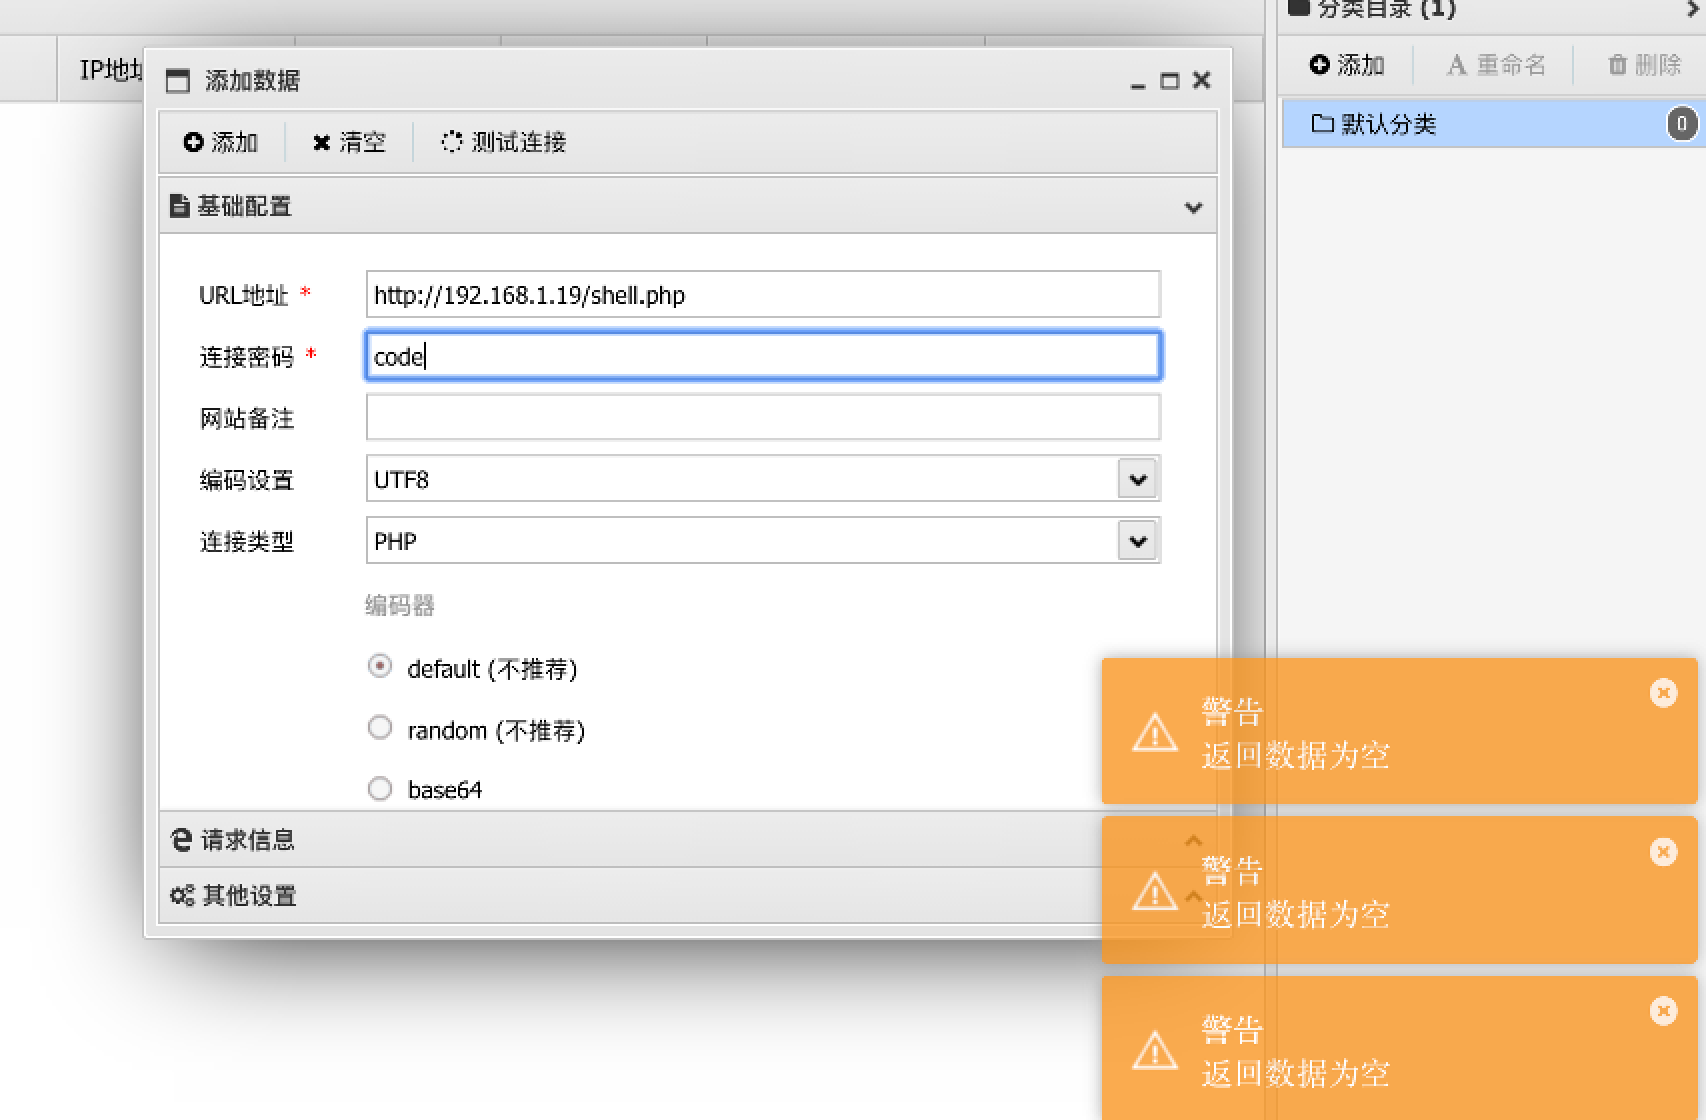 IP地址
添加数据
添加
清空
测试连接
基础配置
URL地址 *
http://192.168.1.19/shell.php
连接密码 *
code
网站备注
编码设置
UTF8
连接类型
PHP
编码器
default (不推荐)
random (不推荐)
base64
请求信息
其他设置
分类目录 (1)
添加
重命名
删除
默认分类
0
警告
返回数据为空
警告
返回数据为空
警告
返回数据为空